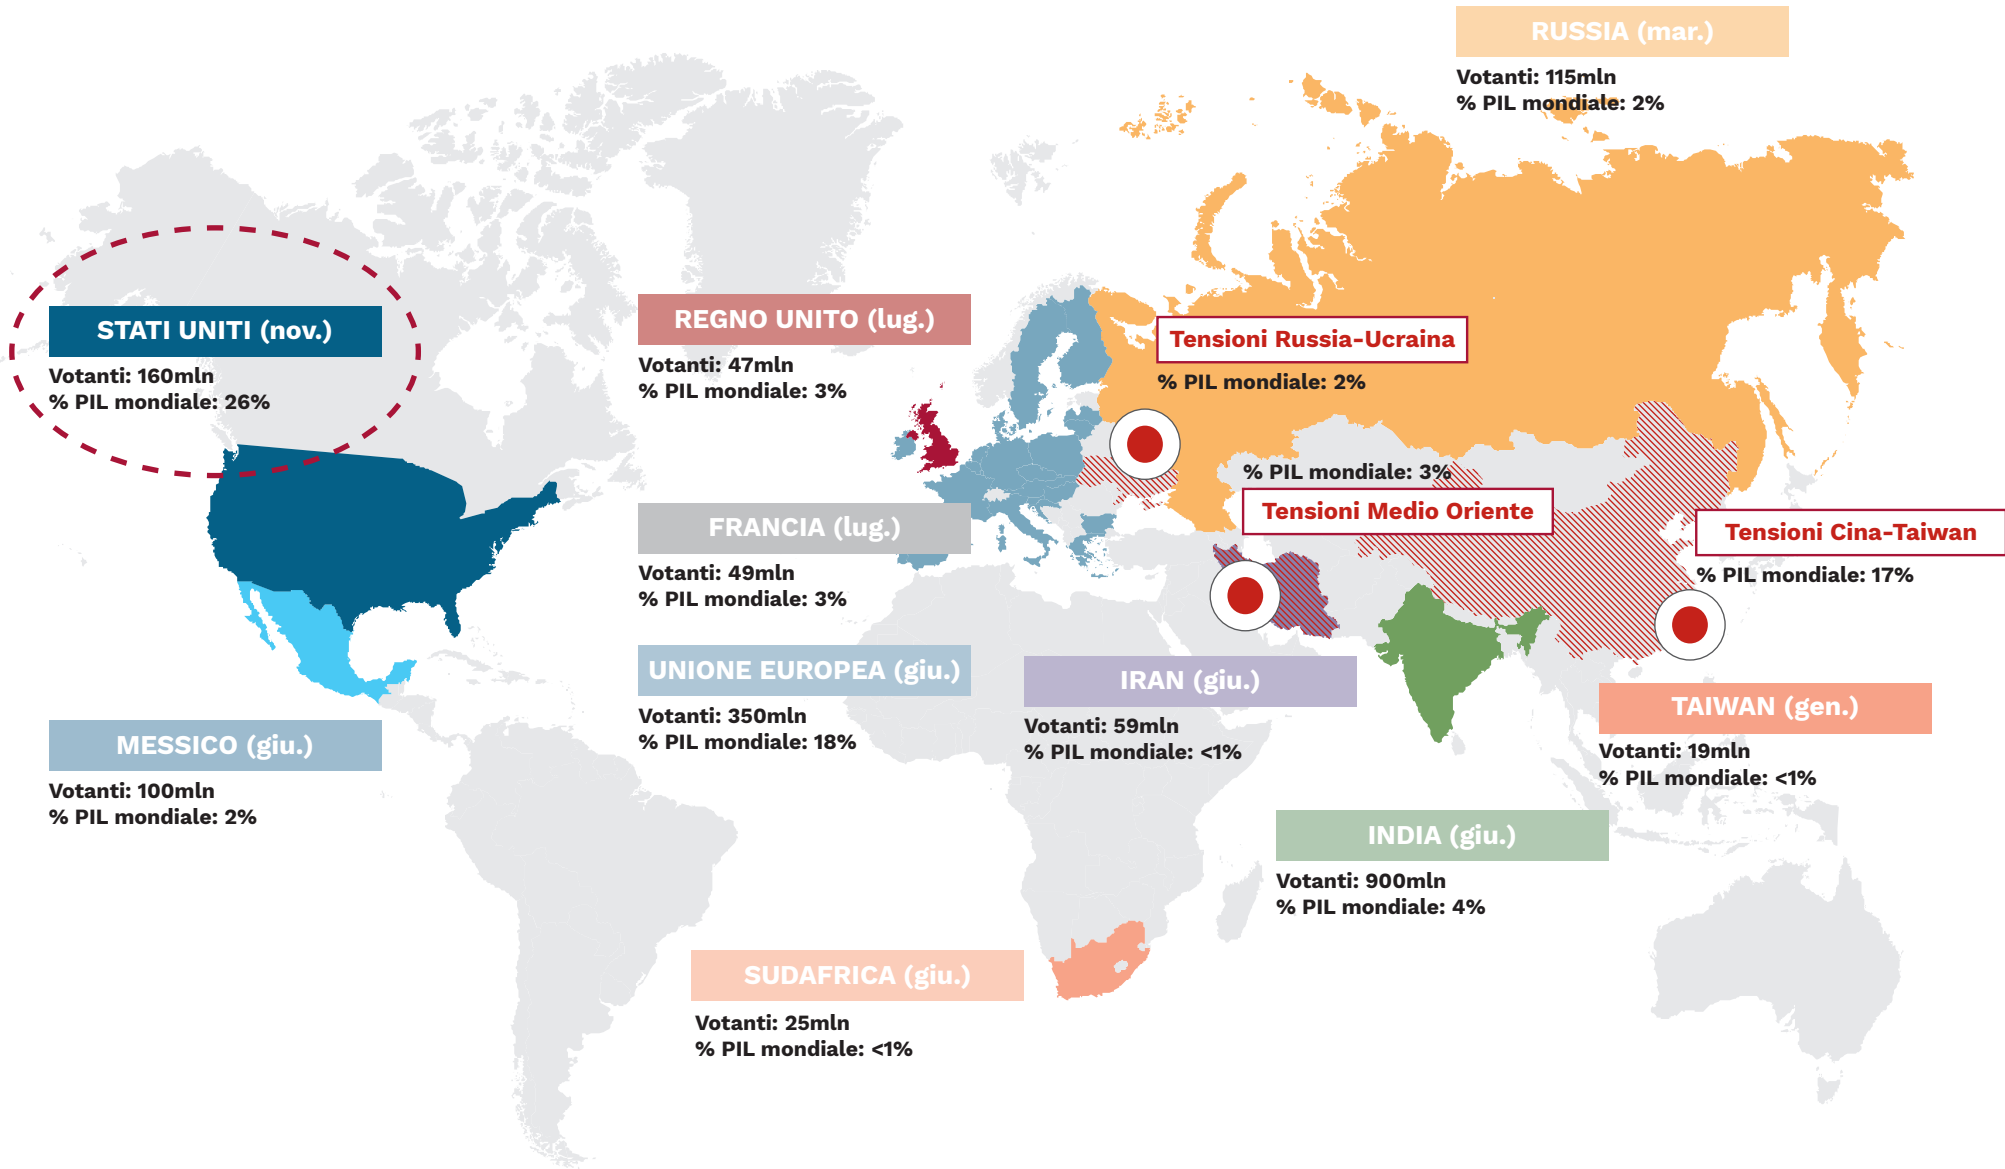 RUSSIA (mar.)
Votanti: 115mln
% PIL mondiale: 2%
STATI UNITI (nov.)
Votanti: 160mln
% PIL mondiale: 26%
REGNO UNITO (lug.)
Votanti: 47mln
% PIL mondiale: 3%
Tensioni Russia-Ucraina
% PIL mondiale: 2%
% PIL mondiale: 3%
Tensioni Medio Oriente
Tensioni Cina-Taiwan
% PIL mondiale: 17%
FRANCIA (lug.)
Votanti: 49mln
% PIL mondiale: 3%
UNIONE EUROPEA (giu.)
Votanti: 350mln
% PIL mondiale: 18%
IRAN (giu.)
Votanti: 59mln
% PIL mondiale: <1%
TAIWAN (gen.)
Votanti: 19mln
% PIL mondiale: <1%
MESSICO (giu.)
Votanti: 100mln
% PIL mondiale: 2%
INDIA (giu.)
Votanti: 900mln
% PIL mondiale: 4%
SUDAFRICA (giu.)
Votanti: 25mln
% PIL mondiale: <1%